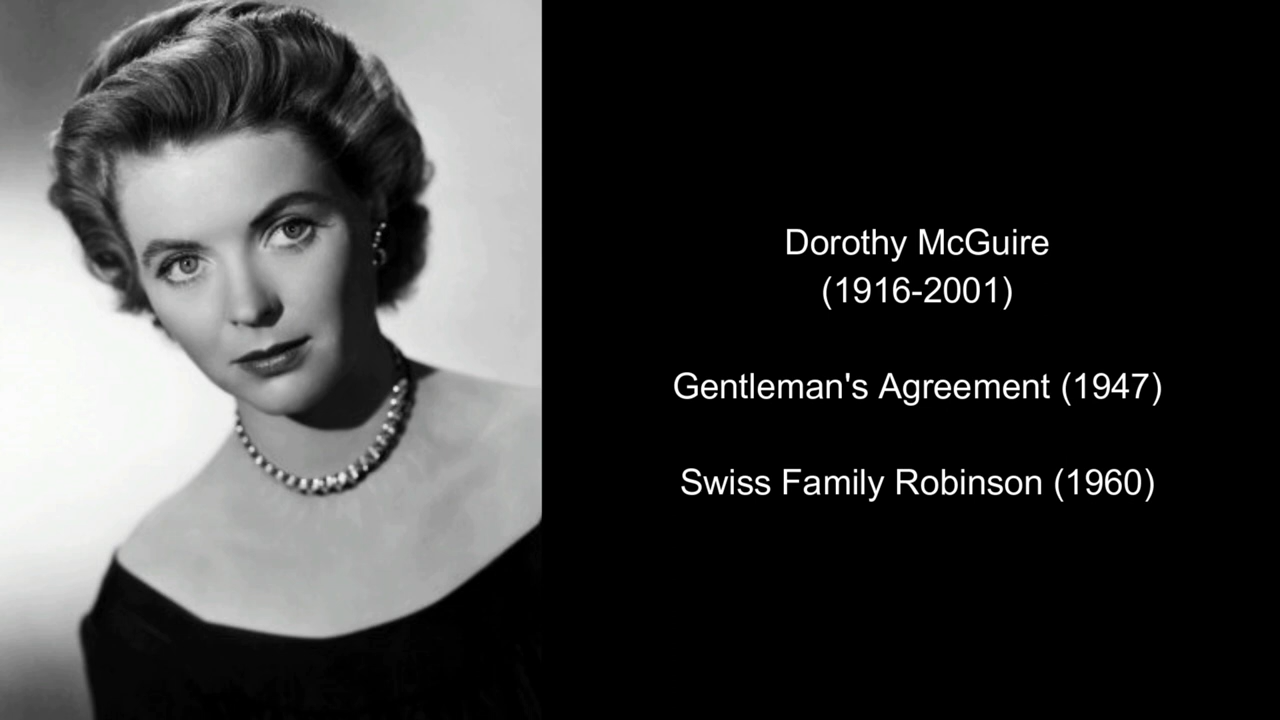 Dorothy McGuire
(1916-2001)
Gentleman's Agreement (1947)
Swiss Family Robinson (1960)